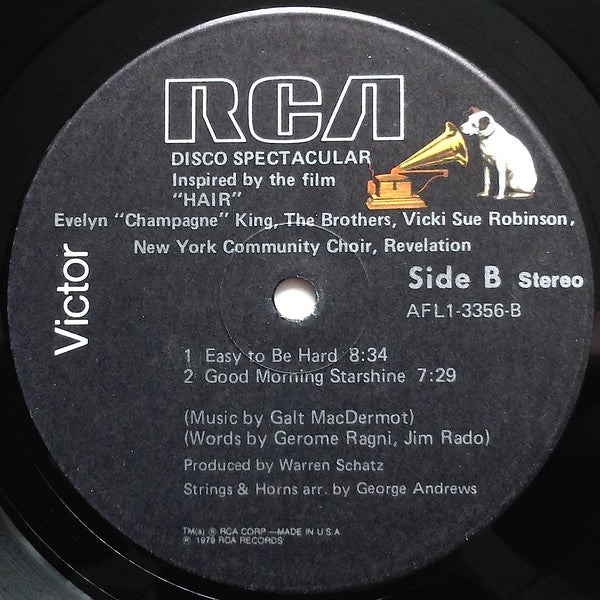 RCA
DISCO SPECTACULAR
Inspired by the film
"HAIR"
Evelyn "Champagne" King, The Brothers, Vicki Sue Robinson,
New York Community Choir, Revelation
Victor
Side B Stereo
AFL1-3356-B
1 Easy to Be Hard 8:34
2 Good Morning Starshine 7:29
(Music by Galt MacDermot)
(Words by Gerome Ragni, Jim Rado)
Produced by Warren Schatz
Strings & Horns arr. by George Andrews
TM(s) ® RCA CORP—MADE IN U.S.A
℗ 1979 RCA RECORDS